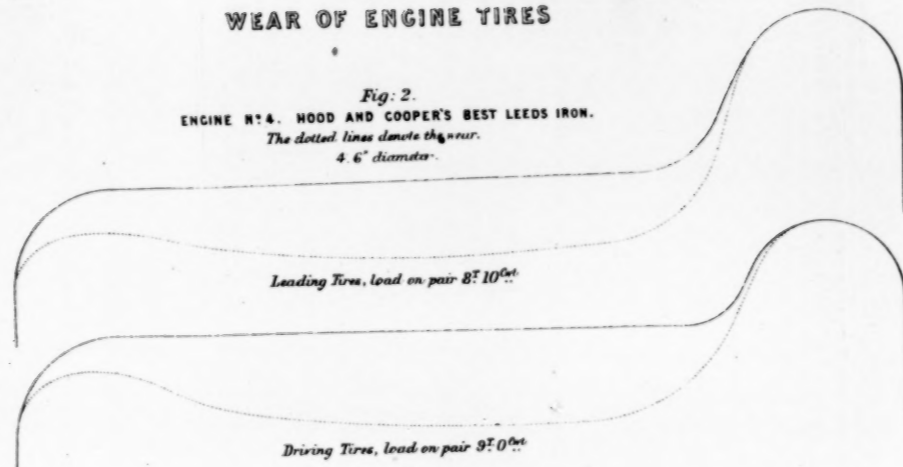 WEAR OF ENGINE TIRES
Fig: 2.
ENGINE Nº 4. HOOD AND COOPER'S BEST LEEDS IRON.
The dotted lines denote the wear.
4. 6" diameter.
Leading Tires, load on pair 8T. 10Cwt.
Driving Tires, load on pair 9T. 0Cwt.